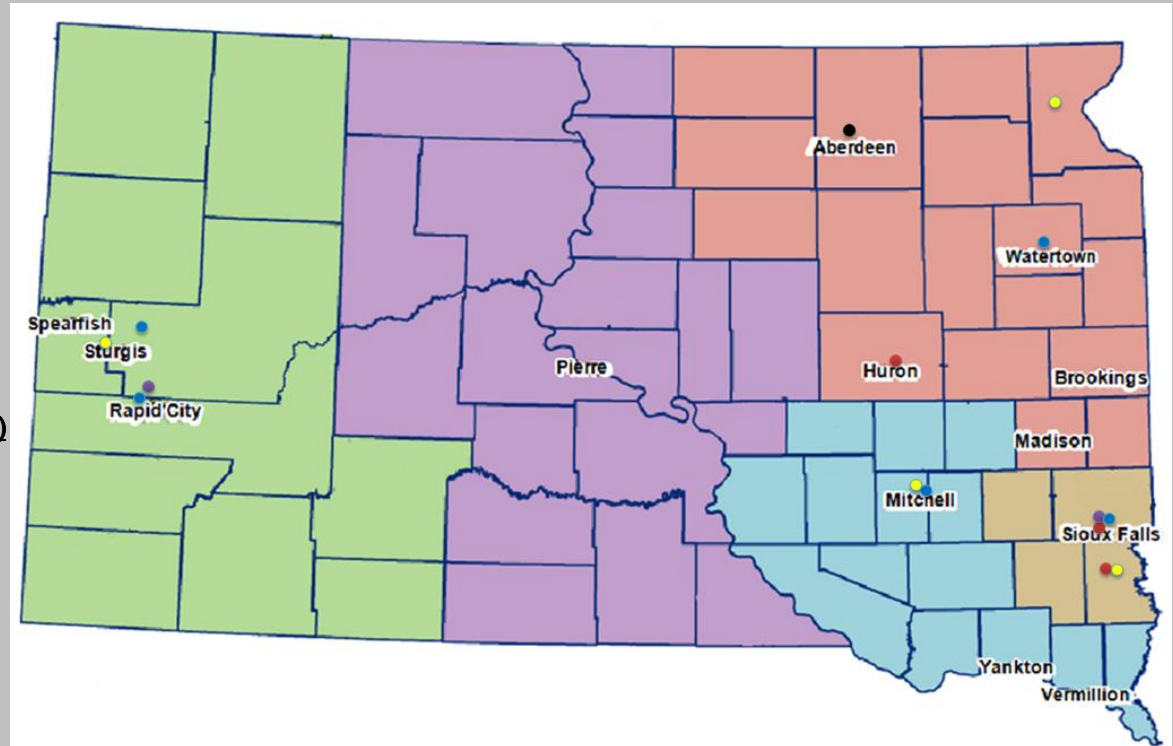 Aberdeen
Watertown
Spearfish
Sturgis
Pierre
Huron
Brookings
Rapid City
Madison
Mitchell
Sioux Falls
Yankton
Vermillion